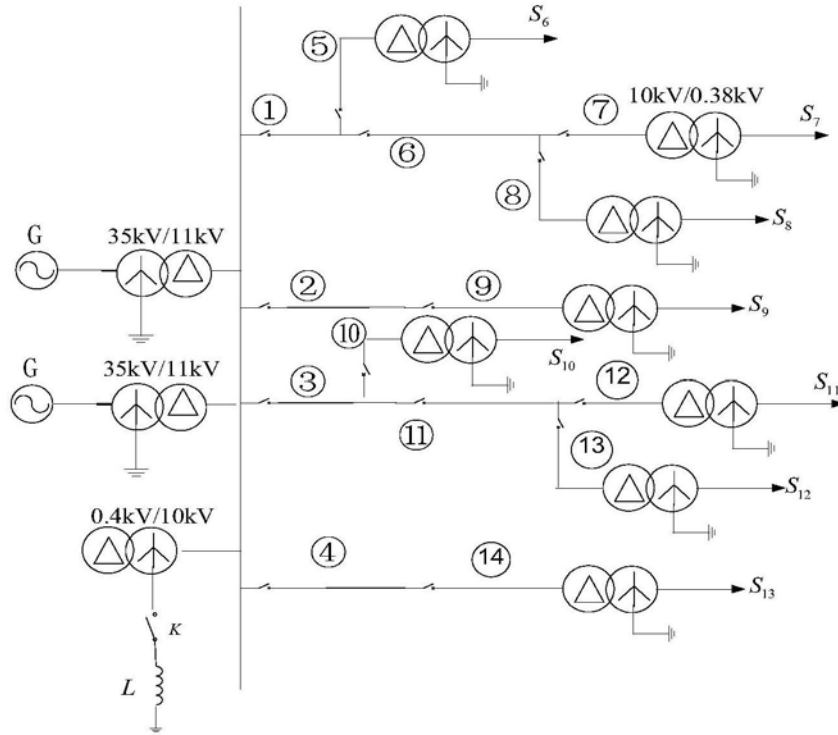 S₆
⑤
10kV/0.38kV
①
⑦
S₇
⑥
⑧
S₈
G
35kV/11kV
②
⑨
S₉
⑩
S₁₀
G
35kV/11kV
③
⑫
S₁₁
⑪
⑬
S₁₂
0.4kV/10kV
④
⑭
S₁₃
K
L